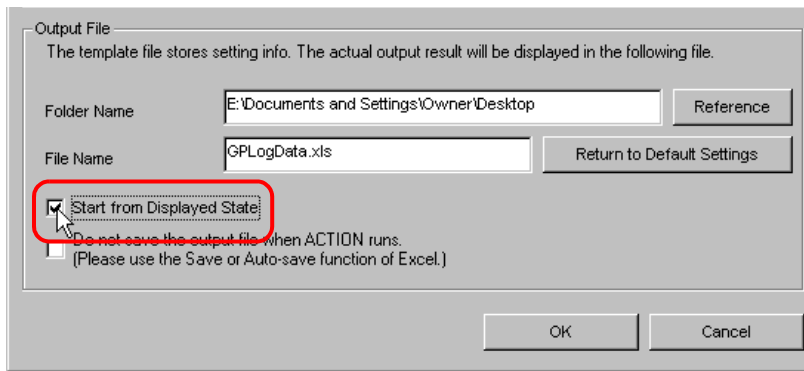 Output File
The template file stores setting info. The actual output result will be displayed in the following file.
Folder Name
E:\Documents and Settings\Owner\Desktop
Reference
File Name
GPLogData.xls
Return to Default Settings
Start from Displayed State
Do not save the output file when ACTION runs.
(Please use the Save or Auto-save function of Excel.)
OK
Cancel